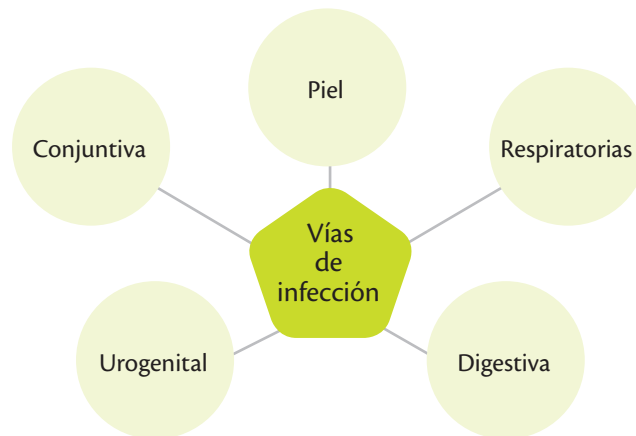 Piel
Conjuntiva
Respiratorias
Vías
de
infección
Urogenital
Digestiva